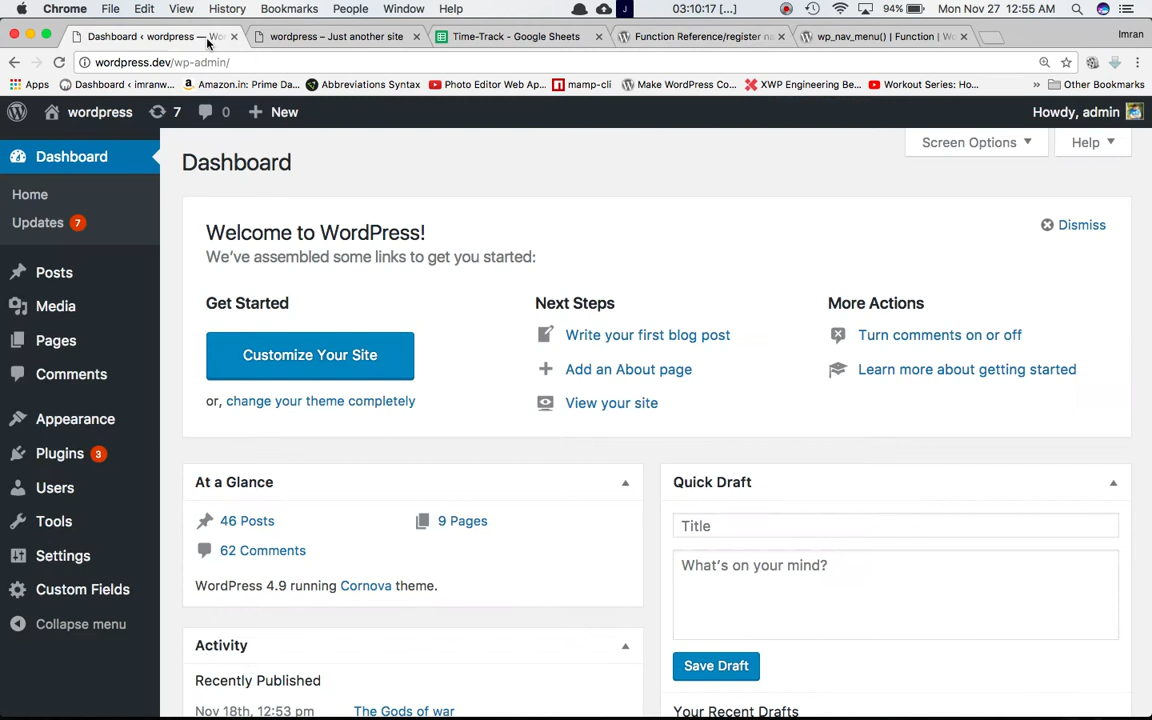 Chrome File Edit View History Bookmarks People Window Help J 03:10:17 [...] 94% Mon Nov 27 12:55 AM
Dashboard ‹ wordpress — Wor wordpress – Just another site Time-Track - Google Sheets Function Reference/register na wp_nav_menu() | Function | Wo Imran
wordpress.dev/wp-admin/
Apps Dashboard ‹ imranw... Amazon.in: Prime Da... Abbreviations Syntax Photo Editor Web Ap... mamp-cli Make WordPress Co... XWP Engineering Be... Workout Series: Ho... » Other Bookmarks
wordpress 7 0 New Howdy, admin
Dashboard
Home
Updates 7
Posts
Media
Pages
Comments
Appearance
Plugins 3
Users
Tools
Settings
Custom Fields
Collapse menu
Screen Options Help
Dashboard
Welcome to WordPress!
Dismiss
We've assembled some links to get you started:
Get Started
Customize Your Site
or, change your theme completely
Next Steps
Write your first blog post
Add an About page
View your site
More Actions
Turn comments on or off
Learn more about getting started
At a Glance
46 Posts 9 Pages
62 Comments
WordPress 4.9 running Cornova theme.
Activity
Recently Published
Nov 18th, 12:53 pm The Gods of war
Quick Draft
Title
What's on your mind?
Save Draft
Your Recent Drafts